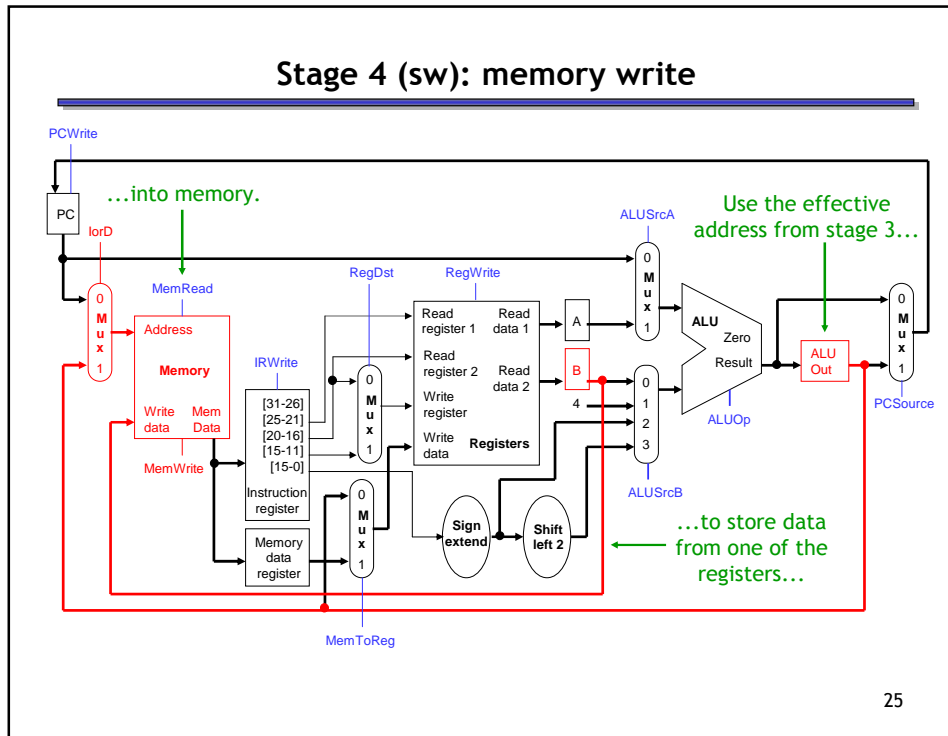 Stage 4 (sw): memory write
PCWrite
PC
...into memory.
IorD
MemRead
0
M
u
x
1
Address
Memory
Write
data
Mem
Data
MemWrite
IRWrite
[31-26]
[25-21]
[20-16]
[15-11]
[15-0]
Instruction
register
Memory
data
register
RegDst
0
M
u
x
1
0
M
u
x
1
MemToReg
RegWrite
Read
register 1
Read
data 1
Read
register 2
Read
data 2
Write
register
Write
data
Registers
A
B
4
Sign
extend
Shift
left 2
ALUSrcA
0
M
u
x
1
0
1
2
3
ALUSrcB
ALU
Zero
Result
ALUOp
Use the effective
address from stage 3...
ALU
Out
0
M
u
x
1
PCSource
...to store data
from one of the
registers...
25